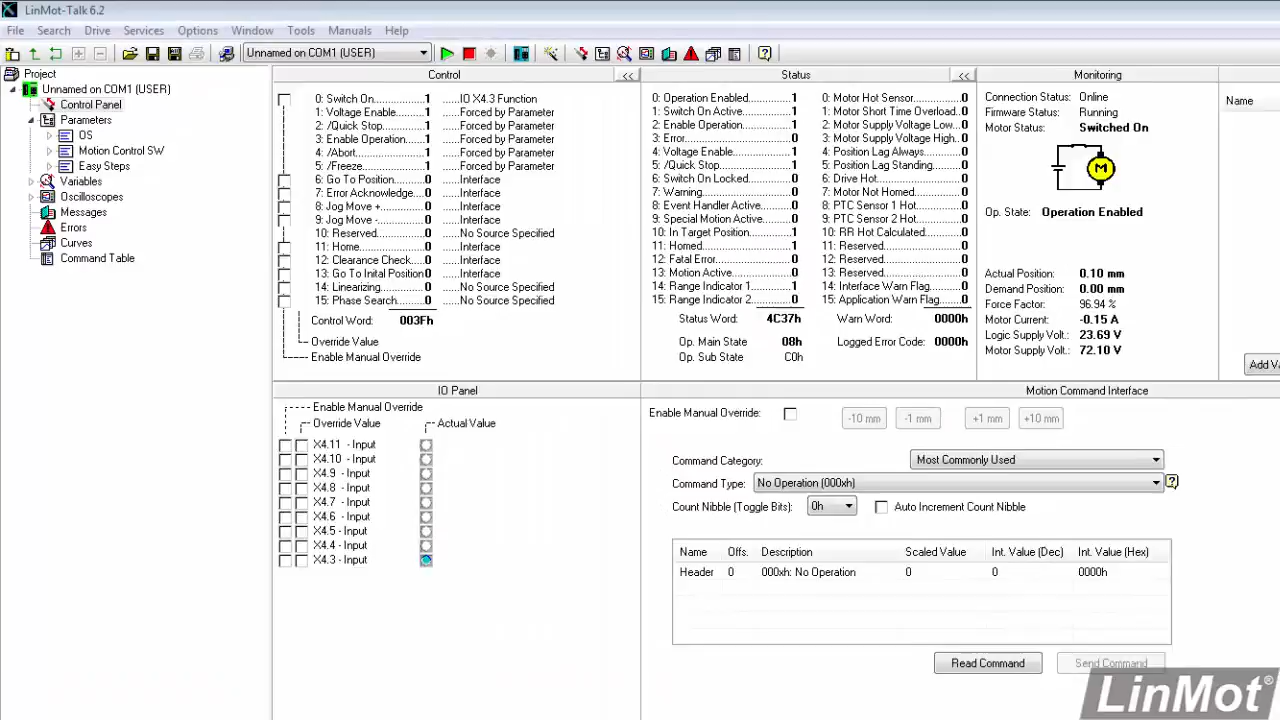 LinMot-Talk 6.2
File Search Drive Services Options Window Tools Manuals Help
Unnamed on COM1 (USER)
Project
Unnamed on COM1 (USER)
Control Panel
Parameters
OS
Motion Control SW
Easy Steps
Variables
Oscilloscopes
Messages
Errors
Curves
Command Table
Control <<
0: Switch On..............1 .....IO X4.3 Function
1: Voltage Enable....1 .....Forced by Parameter
2: /Quick Stop..........1 .....Forced by Parameter
3: Enable Operation...1 .....Forced by Parameter
4: /Abort...................1 .....Forced by Parameter
5: /Freeze................1 .....Forced by Parameter
6: Go To Position......0 .....Interface
7: Error Acknowledge..0 .....Interface
8: Jog Move +..........0 .....Interface
9: Jog Move -...........0 .....Interface
10: Reserved............0 .....No Source Specified
11: Home.................0 .....Interface
12: Clearance Check..0 .....Interface
13: Go To Inital Position0 .....Interface
14: Linearizing...........0 .....No Source Specified
15: Phase Search.....0 .....No Source Specified
Control Word: 003Fh
Override Value
Enable Manual Override
Status <<
0: Operation Enabled......1
1: Switch On Active........1
2: Enable Operation........1
3: Error..........................0
4: Voltage Enable...........1
5: /Quick Stop................1
6: Switch On Locked......0
7: Warning.....................0
8: Event Handler Active..0
9: Special Motion Active..0
10: In Target Position......1
11: Homed.....................1
12: Fatal Error................0
13: Motion Active............0
14: Range Indicator 1......1
15: Range Indicator 2......0
Status Word: 4C37h
Op. Main State 08h
Op. Sub State C0h
0: Motor Hot Sensor...........0
1: Motor Short Time Overload..0
2: Motor Supply Voltage Low...0
3: Motor Supply Voltage High..0
4: Position Lag Always........0
5: Position Lag Standing......0
6: Drive Hot....................0
7: Motor Not Homed..........0
8: PTC Sensor 1 Hot.........0
9: PTC Sensor 2 Hot.........0
10: RR Hot Calculated.......0
11: Reserved...................0
12: Reserved...................0
13: Reserved...................0
14: Interface Warn Flag.....0
15: Application Warn Flag...0
Warn Word: 0000h
Logged Error Code: 0000h
Monitoring
Connection Status: Online
Firmware Status: Running
Motor Status: Switched On
M
Op. State: Operation Enabled
Actual Position: 0.10 mm
Demand Position: 0.00 mm
Force Factor: 96.94 %
Motor Current: -0.15 A
Logic Supply Volt.: 23.69 V
Motor Supply Volt.: 72.10 V
Name
Add Va
IO Panel
Enable Manual Override
Override Value Actual Value
X4.11 - Input
X4.10 - Input
X4.9 - Input
X4.8 - Input
X4.7 - Input
X4.6 - Input
X4.5 - Input
X4.4 - Input
X4.3 - Input
Motion Command Interface
Enable Manual Override: -10 mm -1 mm +1 mm +10 mm
Command Category: Most Commonly Used
Command Type: No Operation (000xh)
Count Nibble (Toggle Bits): 0h Auto Increment Count Nibble
Name Offs. Description Scaled Value Int. Value (Dec) Int. Value (Hex)
Header 0 000xh: No Operation 0 0 0000h
Read Command Send Command
LinMot®